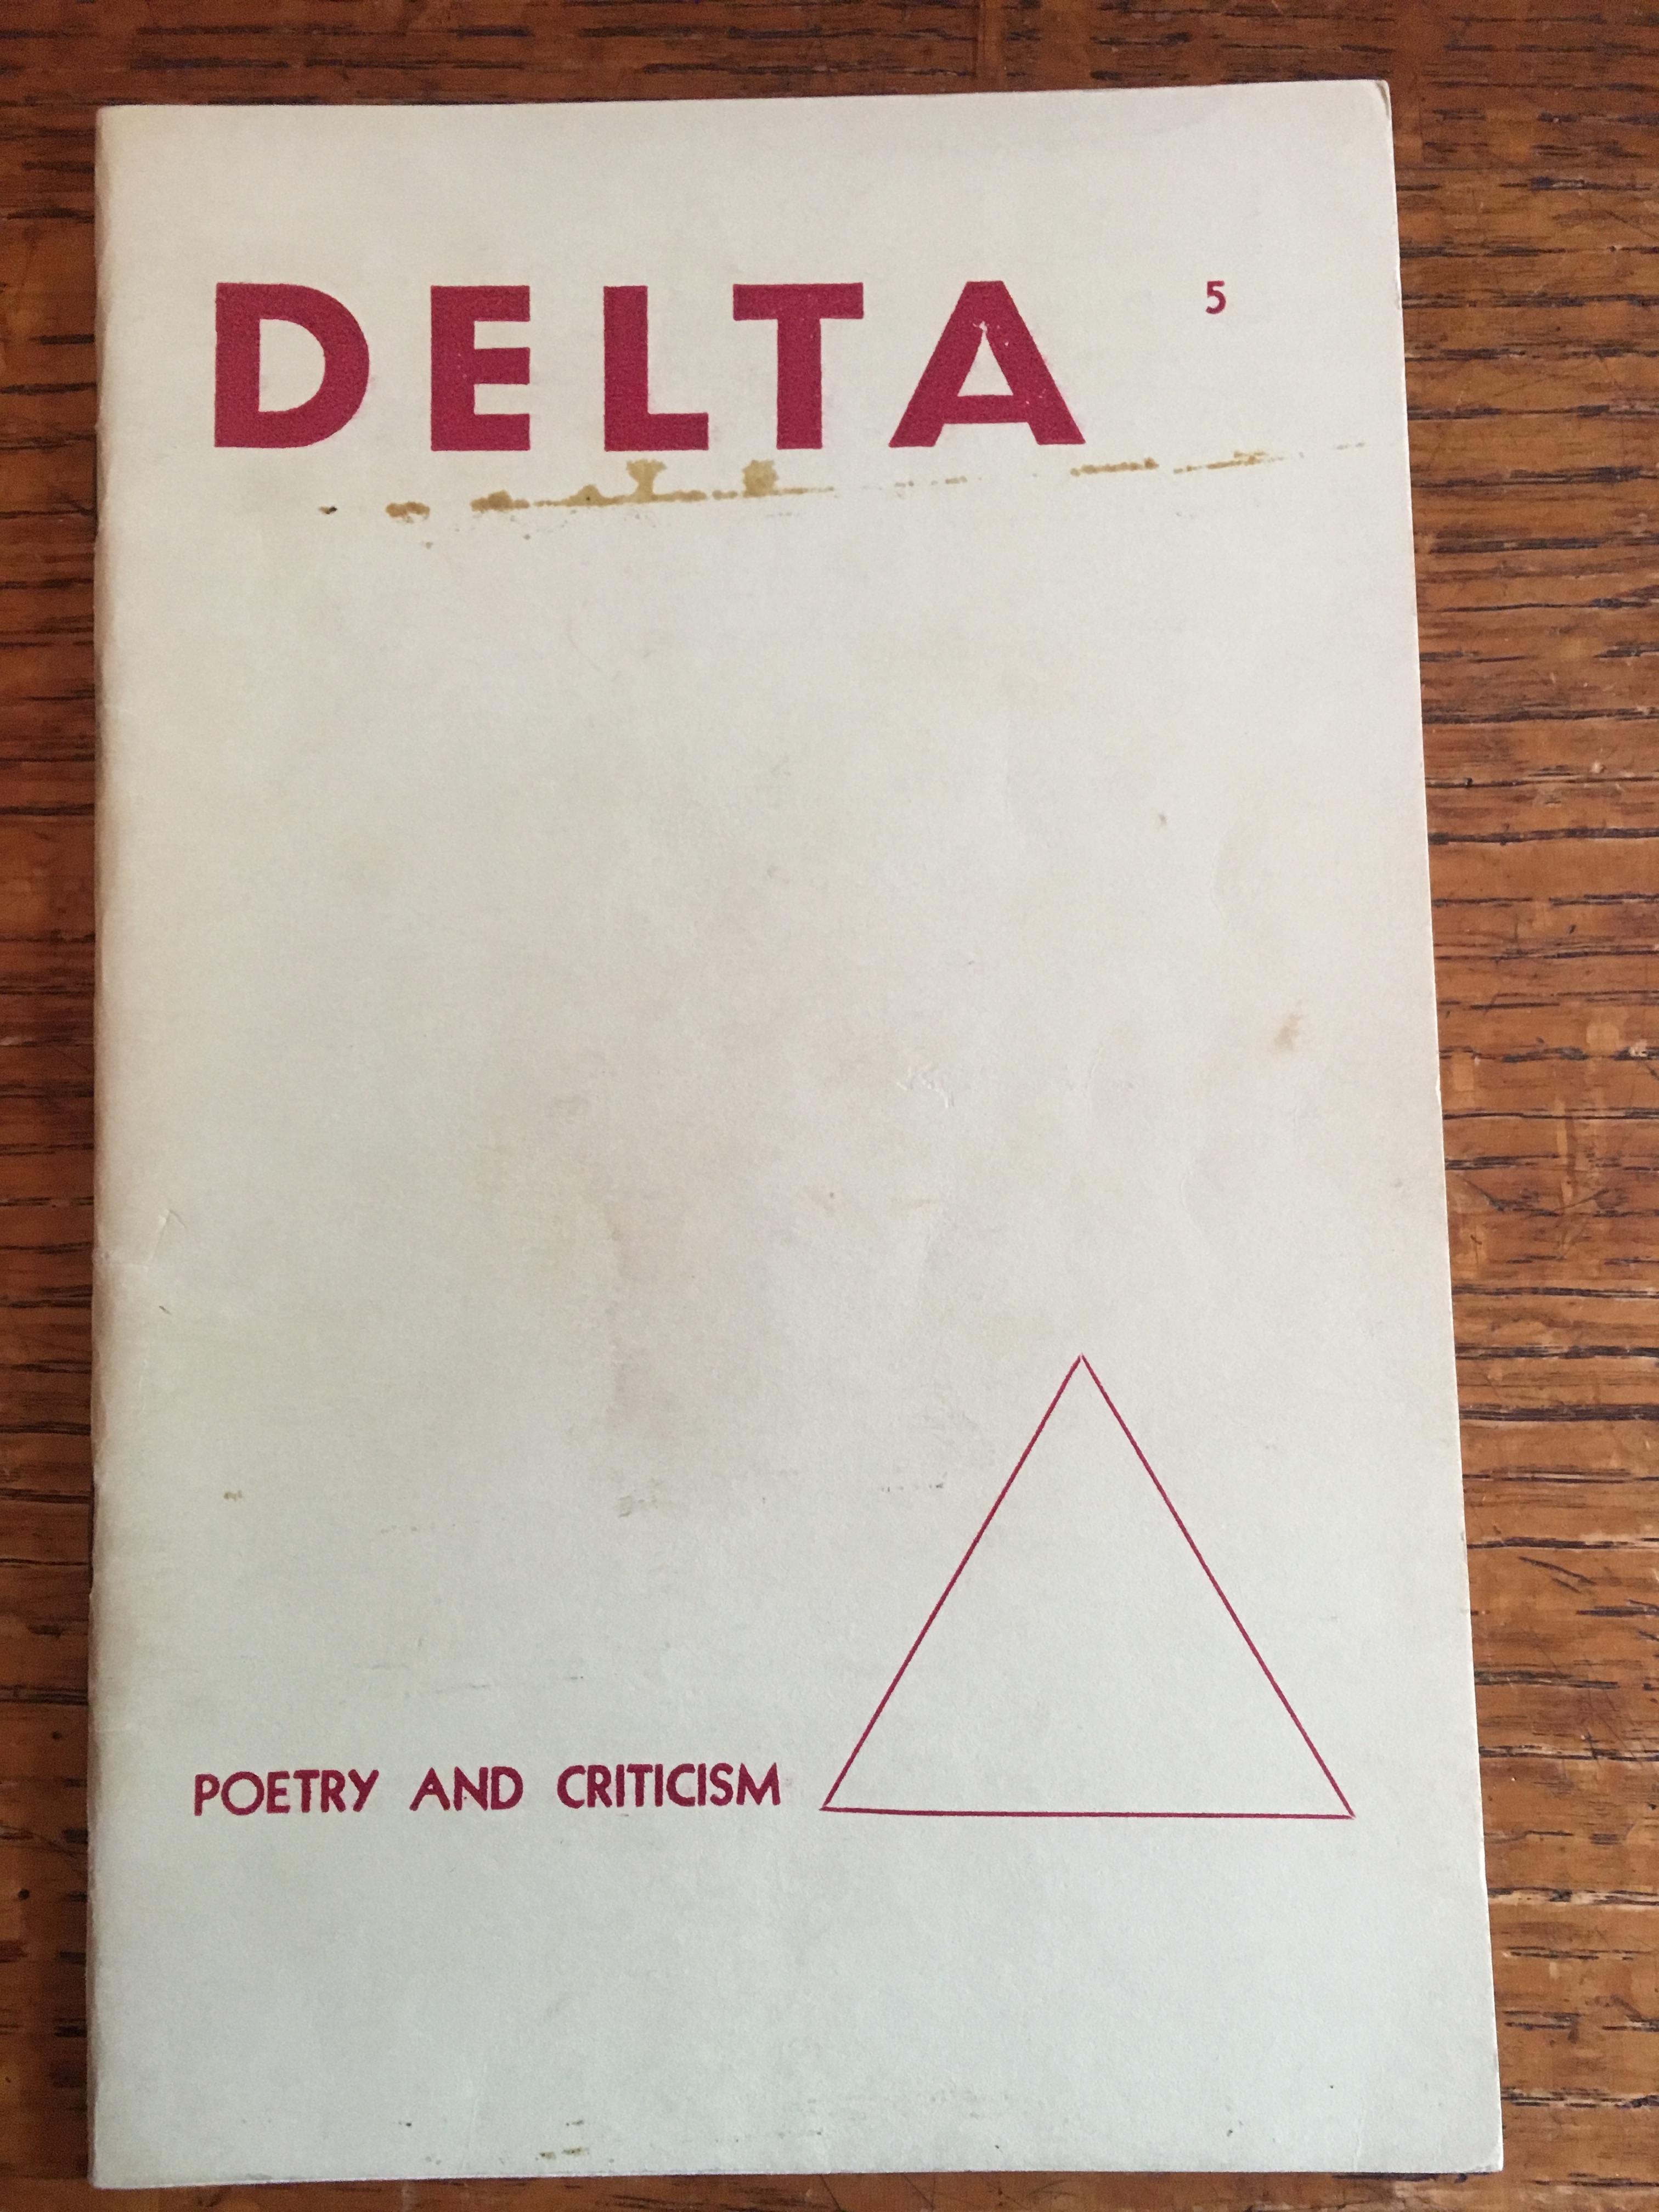 DELTA 5
POETRY AND CRITICISM